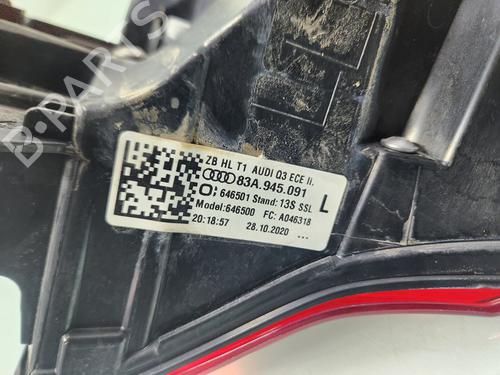 B-PARTS
ZB HL T1 AUDI Q3 ECE li.
83A.945.091
L
O: 646501 Stand: 13S SSL
Model: 646500 FC: A046318
20:18:57 28.10.2020